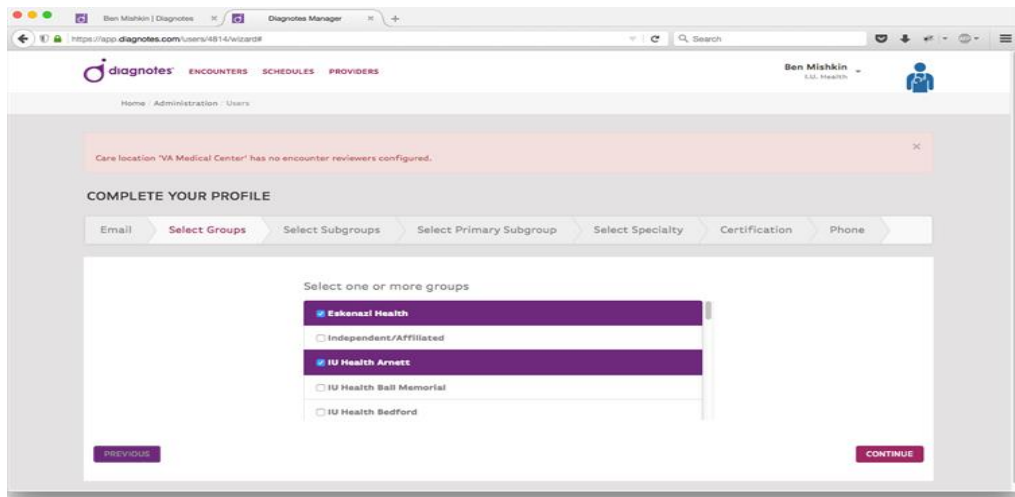 Ben Mishkin | Diagnotes
Diagnotes Manager
https://app.diagnotes.com/users/4814/wizard#
Search
diagnotes ENCOUNTERS SCHEDULES PROVIDERS
Ben Mishkin
I.U. Health
Home / Administration / Users
Care location 'VA Medical Center' has no encounter reviewers configured.
COMPLETE YOUR PROFILE
Email Select Groups Select Subgroups Select Primary Subgroup Select Specialty Certification Phone
Select one or more groups
Eskenazi Health
Independent/Affiliated
IU Health Arnett
IU Health Ball Memorial
IU Health Bedford
PREVIOUS CONTINUE